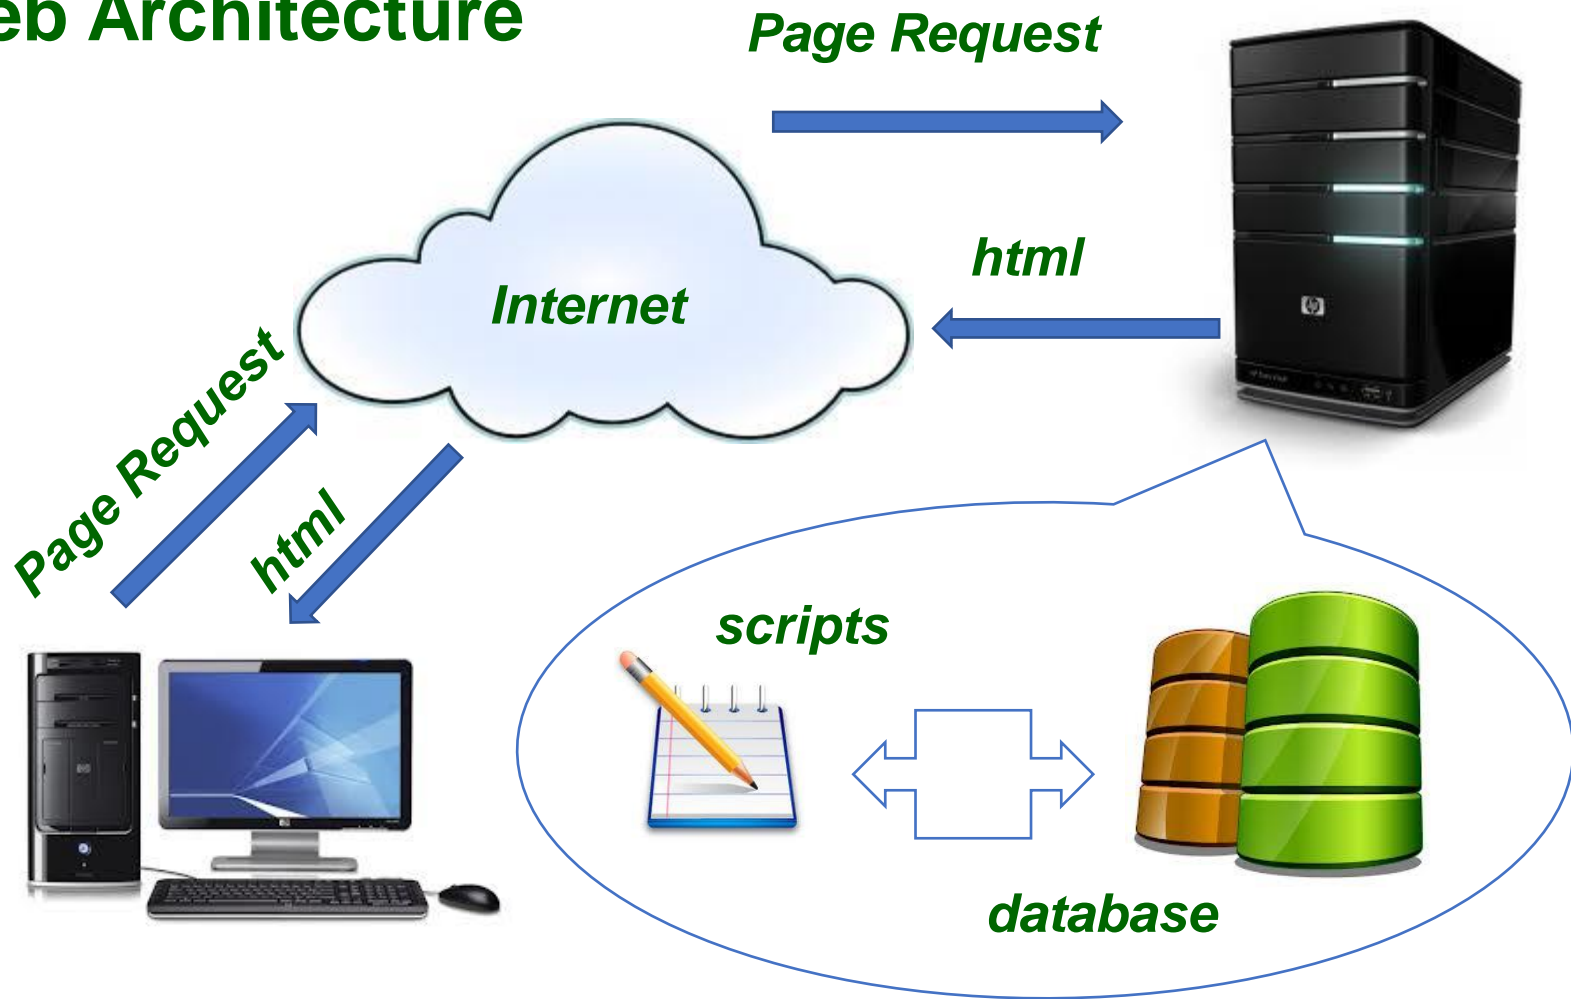 eb Architecture
Page Request
html
Internet
Page Request
html
scripts
database